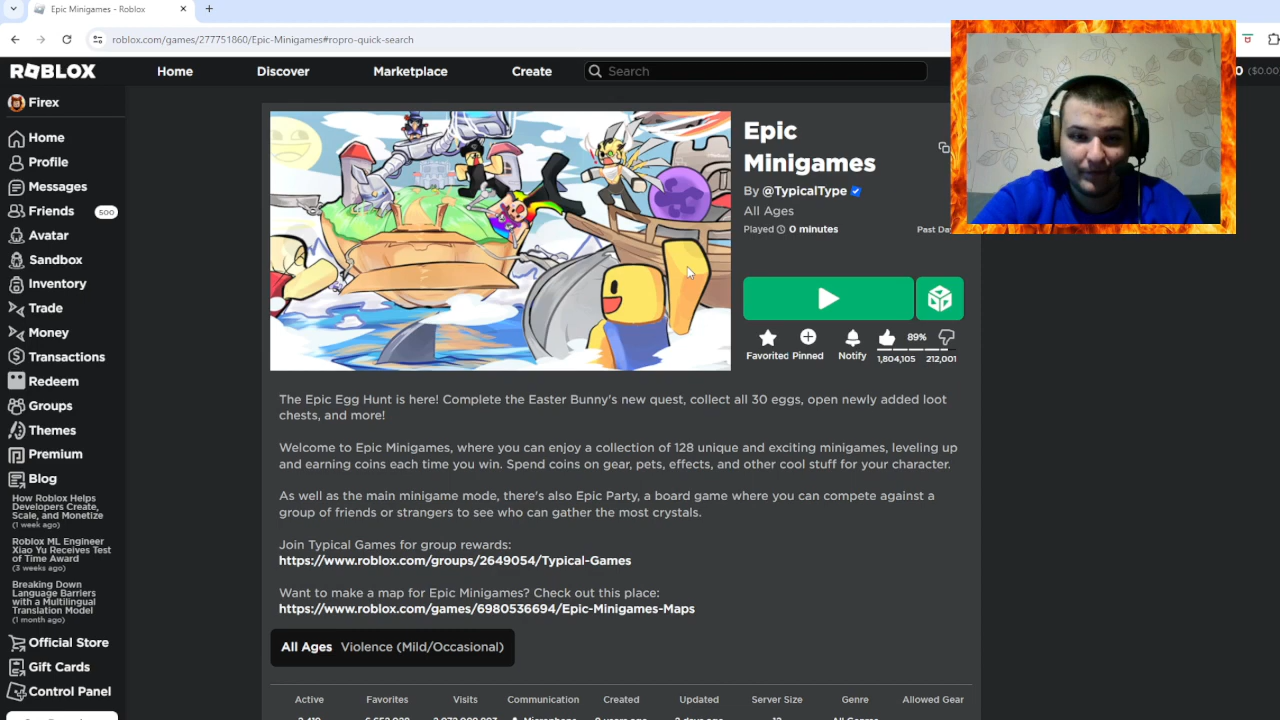 Epic Minigames - Roblox
roblox.com/games/277751860/Epic-Minigames#ropro-quick-search
ROBLOX
Home
Discover
Marketplace
Create
Search
0 ($0.00
Firex
Home
Profile
Messages
Friends 500
Avatar
Sandbox
Inventory
Trade
Money
Transactions
Redeem
Groups
Themes
Premium
Blog
How Roblox Helps
Developers Create,
Scale, and Monetize
(1 week ago)
Roblox ML Engineer
Xiao Yu Receives Test
of Time Award
(3 weeks ago)
Breaking Down
Language Barriers
with a Multilingual
Translation Model
(1 month ago)
Official Store
Gift Cards
Control Panel
Epic
Minigames
By @TypicalType
All Ages
Played 0 minutes
Past Da
Favorited Pinned Notify
89%
1,804,105 212,001
The Epic Egg Hunt is here! Complete the Easter Bunny's new quest, collect all 30 eggs, open newly added loot
chests, and more!
Welcome to Epic Minigames, where you can enjoy a collection of 128 unique and exciting minigames, leveling up
and earning coins each time you win. Spend coins on gear, pets, effects, and other cool stuff for your character.
As well as the main minigame mode, there's also Epic Party, a board game where you can compete against a
group of friends or strangers to see who can gather the most crystals.
Join Typical Games for group rewards:
https://www.roblox.com/groups/2649054/Typical-Games
Want to make a map for Epic Minigames? Check out this place:
https://www.roblox.com/games/6980536694/Epic-Minigames-Maps
All Ages Violence (Mild/Occasional)
Active Favorites Visits Communication Created Updated Server Size Genre Allowed Gear